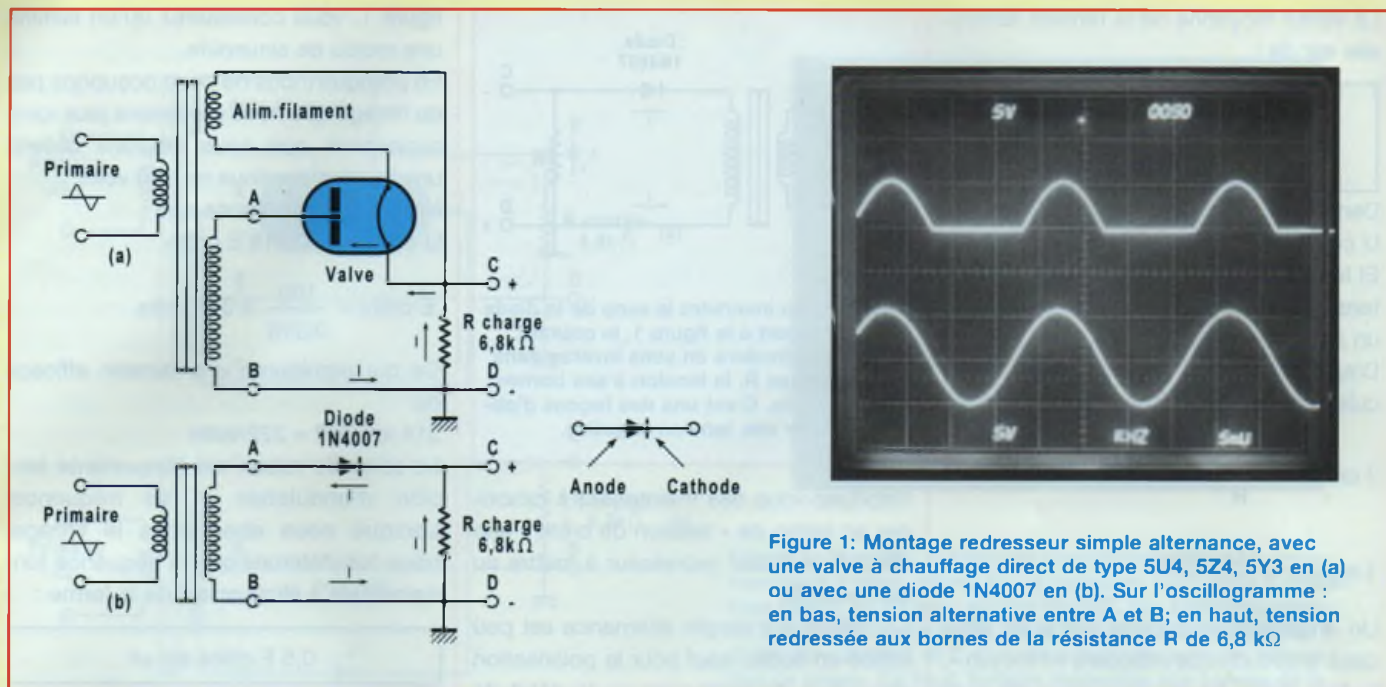 Alim.filament
Primaire
(a)
A
Valve
C
+
R charge
6,8kΩ
I
B
I
D
-
Diode
1N4007
A
C
+
Primaire
R charge
6,8kΩ
I
B
I
D
-
(b)
Anode
Cathode
5V
5V
5mU
Figure 1: Montage redresseur simple alternance, avec
une valve à chauffage direct de type 5U4, 5Z4, 5Y3 en (a)
ou avec une diode 1N4007 en (b). Sur l'oscillogramme :
en bas, tension alternative entre A et B; en haut, tension
redressée aux bornes de la résistance R de 6,8 kΩ